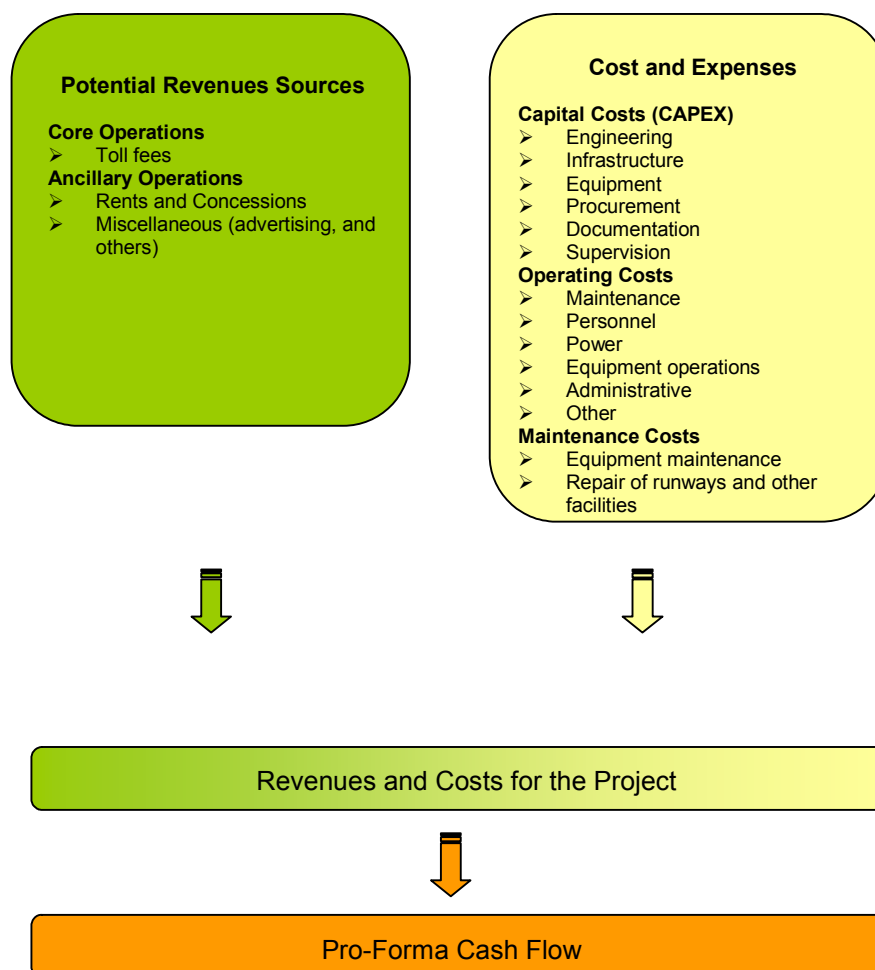 Potential Revenues Sources
Core Operations
➢ Toll fees
Ancillary Operations
➢ Rents and Concessions
➢ Miscellaneous (advertising, and
others)
Cost and Expenses
Capital Costs (CAPEX)
➢ Engineering
➢ Infrastructure
➢ Equipment
➢ Procurement
➢ Documentation
➢ Supervision
Operating Costs
➢ Maintenance
➢ Personnel
➢ Power
➢ Equipment operations
➢ Administrative
➢ Other
Maintenance Costs
➢ Equipment maintenance
➢ Repair of runways and other
facilities
Revenues and Costs for the Project
Pro-Forma Cash Flow